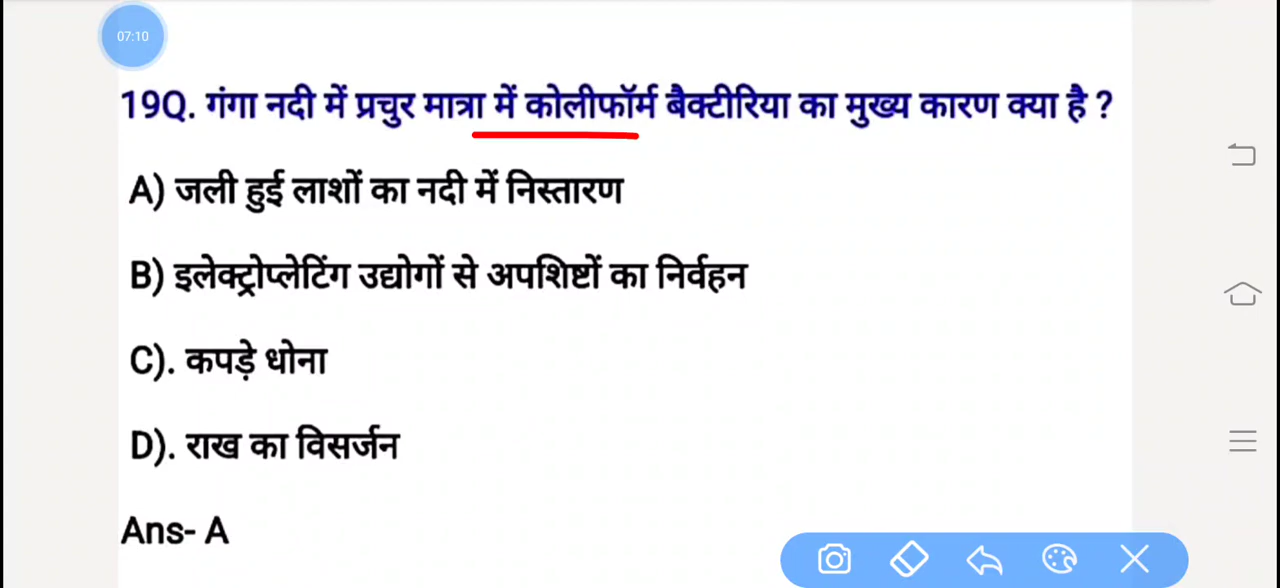 07:10
19Q. गंगा नदी में प्रचुर मात्रा में कोलीफॉर्म बैक्टीरिया का मुख्य कारण क्या है ?
A) जली हुई लाशों का नदी में निस्तारण
B) इलेक्ट्रोप्लेटिंग उद्योगों से अपशिष्टों का निर्वहन
C). कपड़े धोना
D). राख का विसर्जन
Ans- A